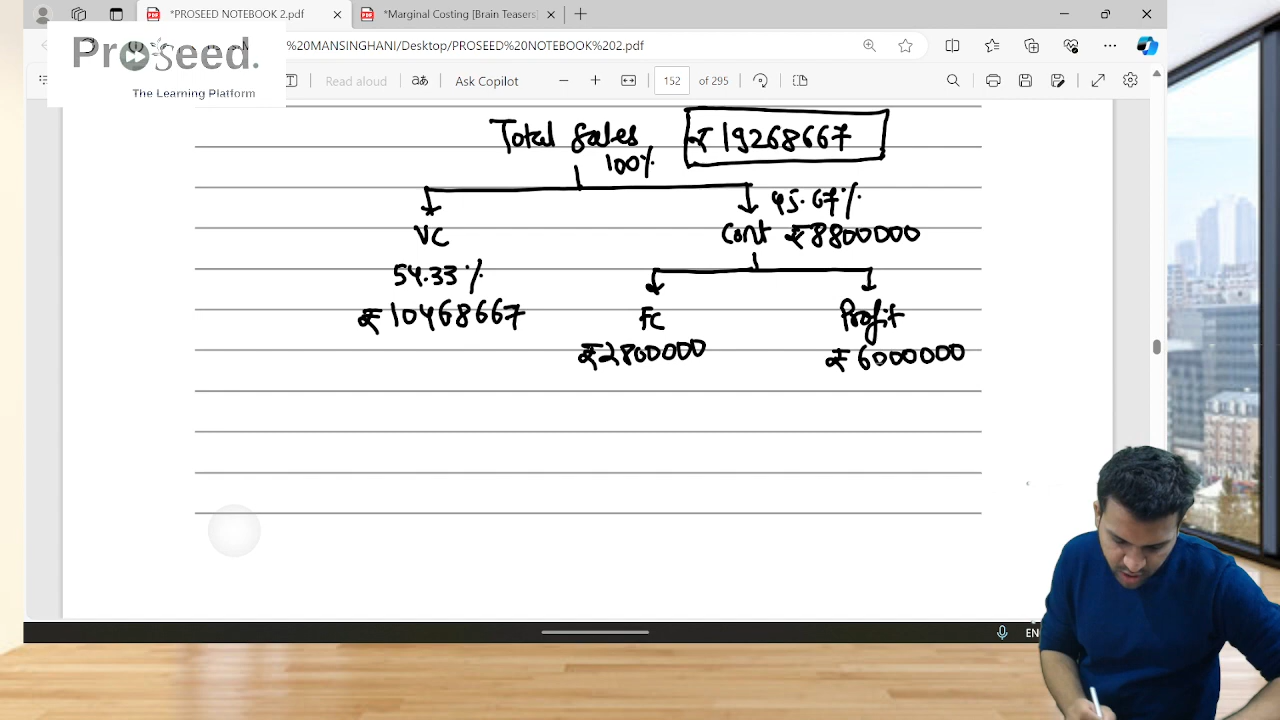 *PROSEED NOTEBOOK 2.pdf
*Marginal Costing [Brain Teasers]
Proseed.
The Learning Platform
%20MANSINGHANI/Desktop/PROSEED%20NOTEBOOK%202.pdf
Read aloud
Ask Copilot
152 of 295
Total Sales ₹19268667
100%
45.67%
VC
Cont ₹8800000
54.33%
₹10468667
FC
Profit
₹2800000
₹6000000
EN